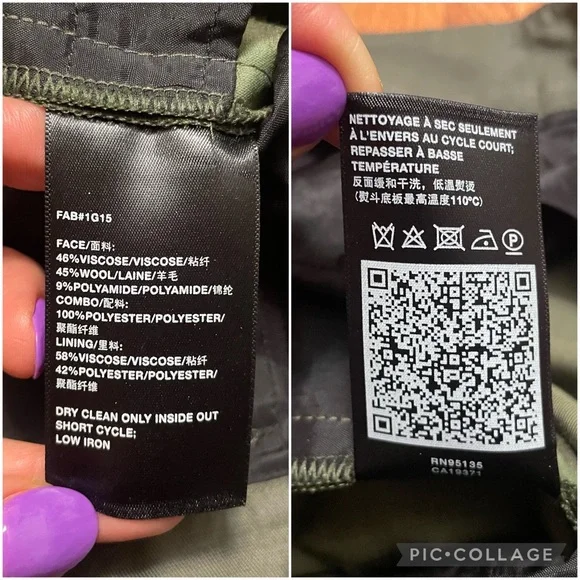 FAB#1G15
FACE/面料:
46%VISCOSE/VISCOSE/粘纤
45%WOOL/LAINE/羊毛
9%POLYAMIDE/POLYAMIDE/锦纶
COMBO/配料:
100%POLYESTER/POLYESTER/
聚酯纤维
LINING/里料:
58%VISCOSE/VISCOSE/粘纤
42%POLYESTER/POLYESTER/
聚酯纤维
DRY CLEAN ONLY INSIDE OUT
SHORT CYCLE;
LOW IRON
NETTOYAGE À SEC SEULEMENT
À L'ENVERS AU CYCLE COURT;
REPASSER À BASSE
TEMPÉRATURE
反面缓和干洗，低温熨烫
(熨斗底板最高温度110ºC)
P
RN95135
CA19371
PIC•COLLAGE